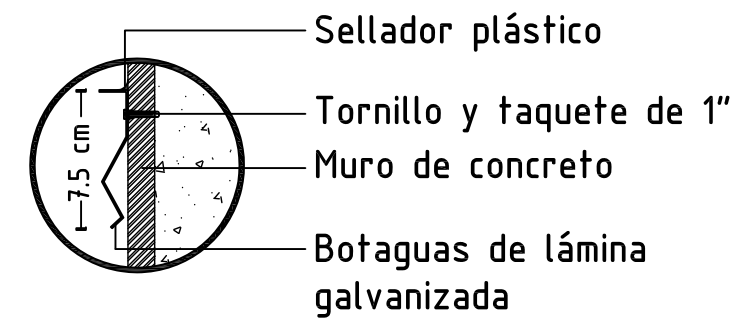 Sellador plástico
Tornillo y taquete de 1"
7.5 cm
Muro de concreto
Botaguas de lámina
galvanizada